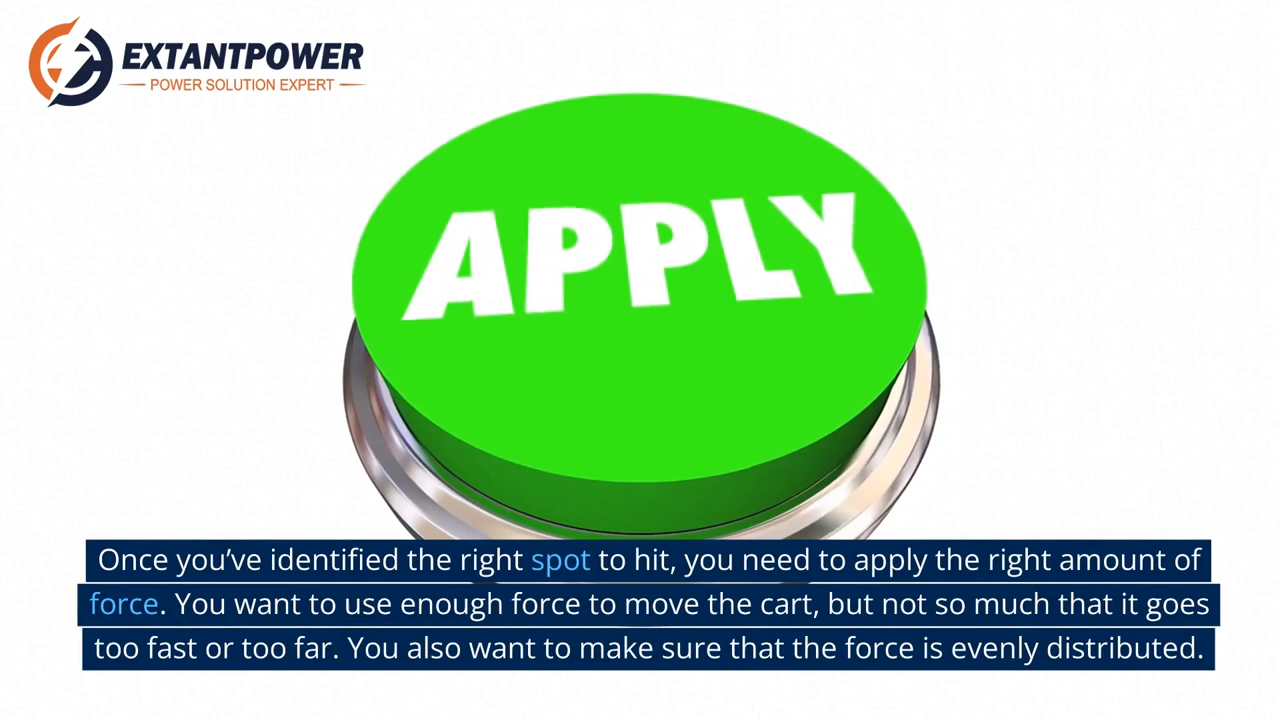 EXTANTPOWER
POWER SOLUTION EXPERT
APPLY
Once you’ve identified the right spot to hit, you need to apply the right amount of
force. You want to use enough force to move the cart, but not so much that it goes
too fast or too far. You also want to make sure that the force is evenly distributed.